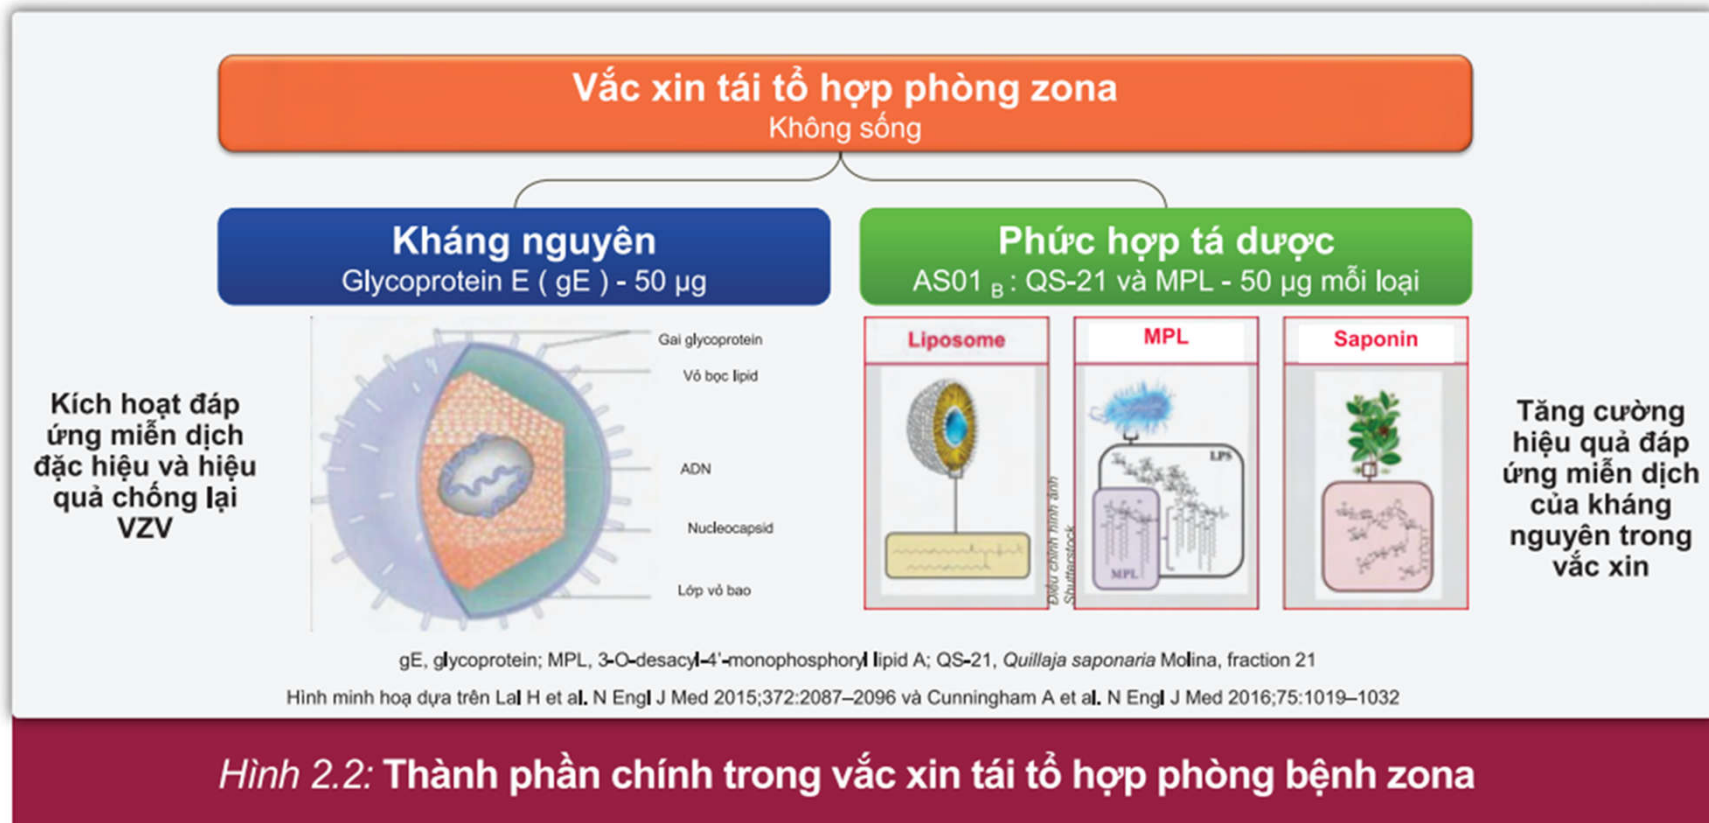 Vắc xin tái tổ hợp phòng zona
Không sống
Kháng nguyên
Glycoprotein E ( gE ) - 50 µg
Phức hợp tá dược
AS01 B : QS-21 và MPL - 50 µg mỗi loại
Kích hoạt đáp
ứng miễn dịch
đặc hiệu và hiệu
quả chống lại
VZV
Gai glycoprotein
Vỏ bọc lipid
ADN
Nucleocapsid
Lớp vỏ bao
Liposome
MPL
LPS
MPL
Saponin
Điều chỉnh hình ảnh
Shutterstock
Tăng cường
hiệu quả đáp
ứng miễn dịch
của kháng
nguyên trong
vắc xin
gE, glycoprotein; MPL, 3-O-desacyl-4’-monophosphoryl lipid A; QS-21, Quillaja saponaria Molina, fraction 21
Hình minh hoạ dựa trên Lal H et al. N Engl J Med 2015;372:2087–2096 và Cunningham A et al. N Engl J Med 2016;75:1019–1032
Hình 2.2: Thành phần chính trong vắc xin tái tổ hợp phòng bệnh zona